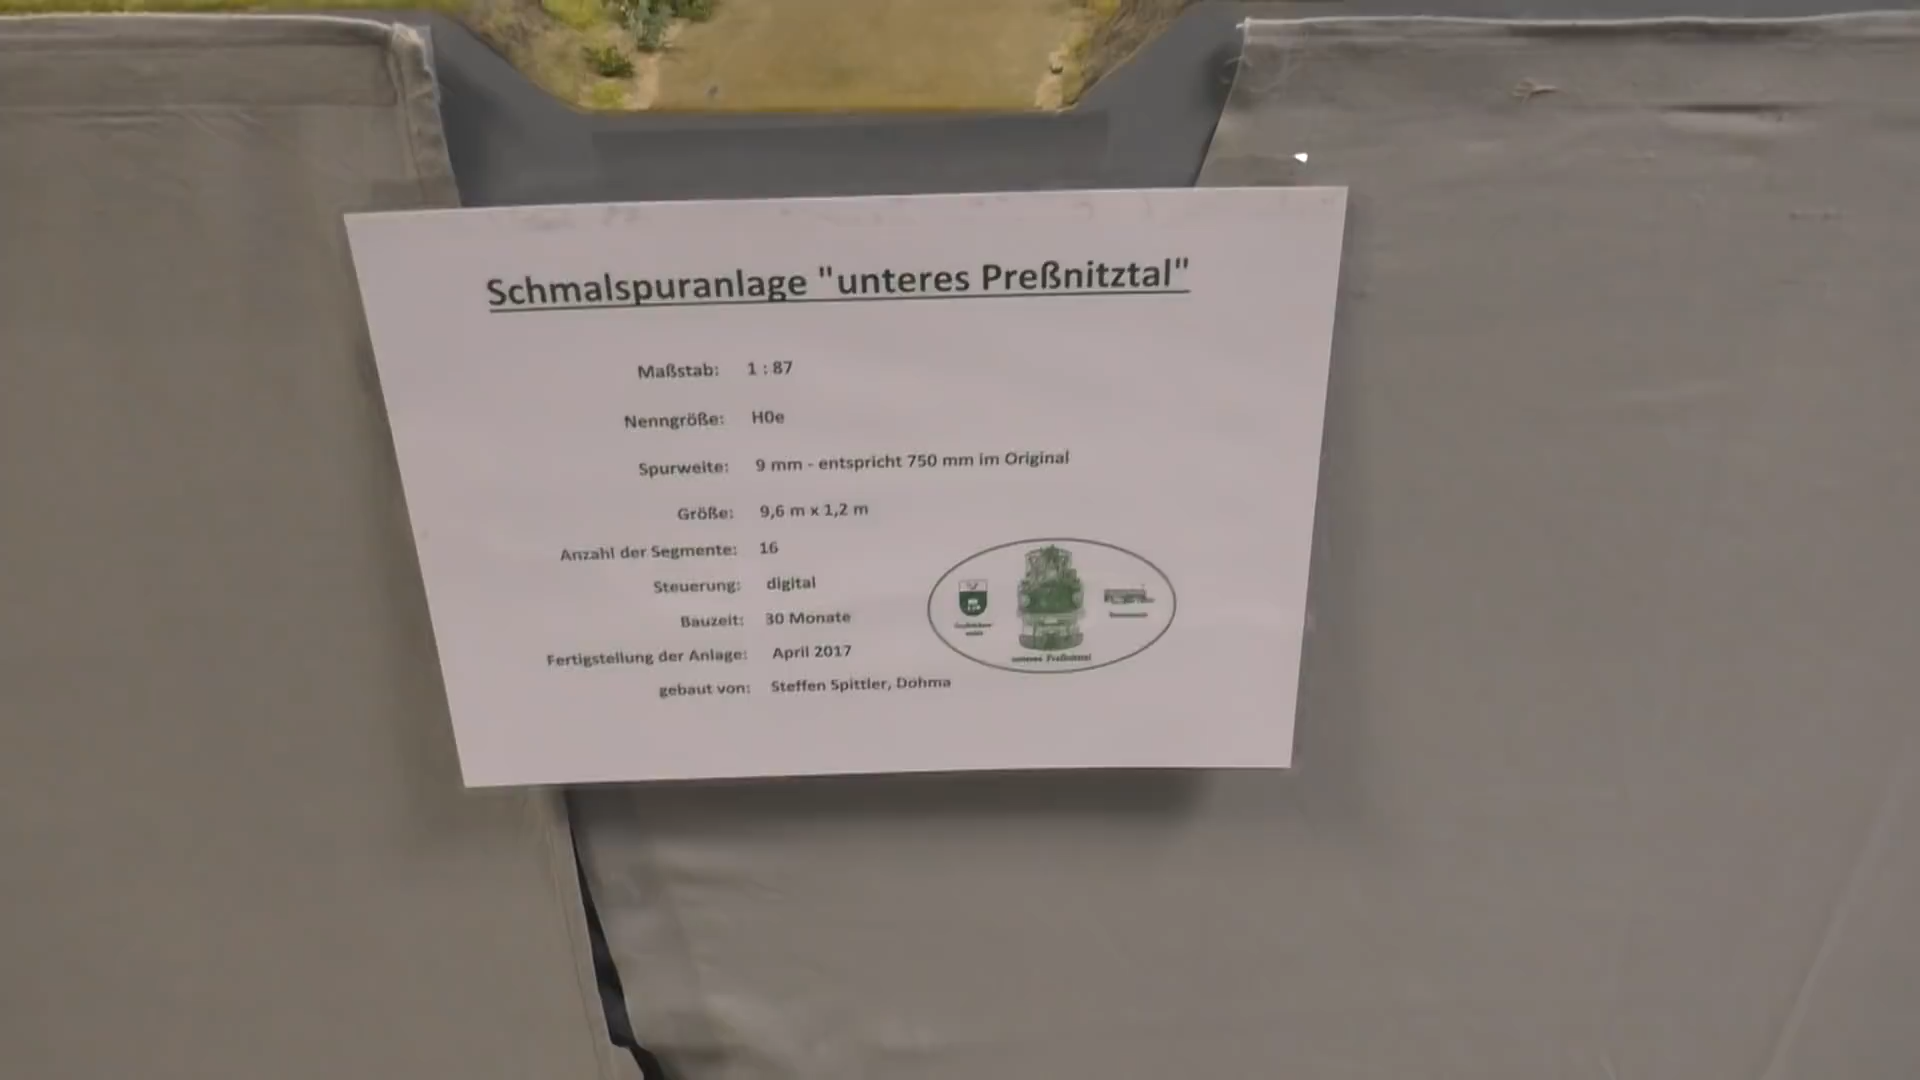 Schmalspuranlage "unteres Preßnitztal"
Maßstab: 1 : 87
Nenngröße: H0e
Spurweite: 9 mm - entspricht 750 mm im Original
Größe: 9,6 m x 1,2 m
Anzahl der Segmente: 16
Steuerung: digital
Bauzeit: 30 Monate
Fertigstellung der Anlage: April 2017
gebaut von: Steffen Spittler, Dohma
unteres Preßnitztal